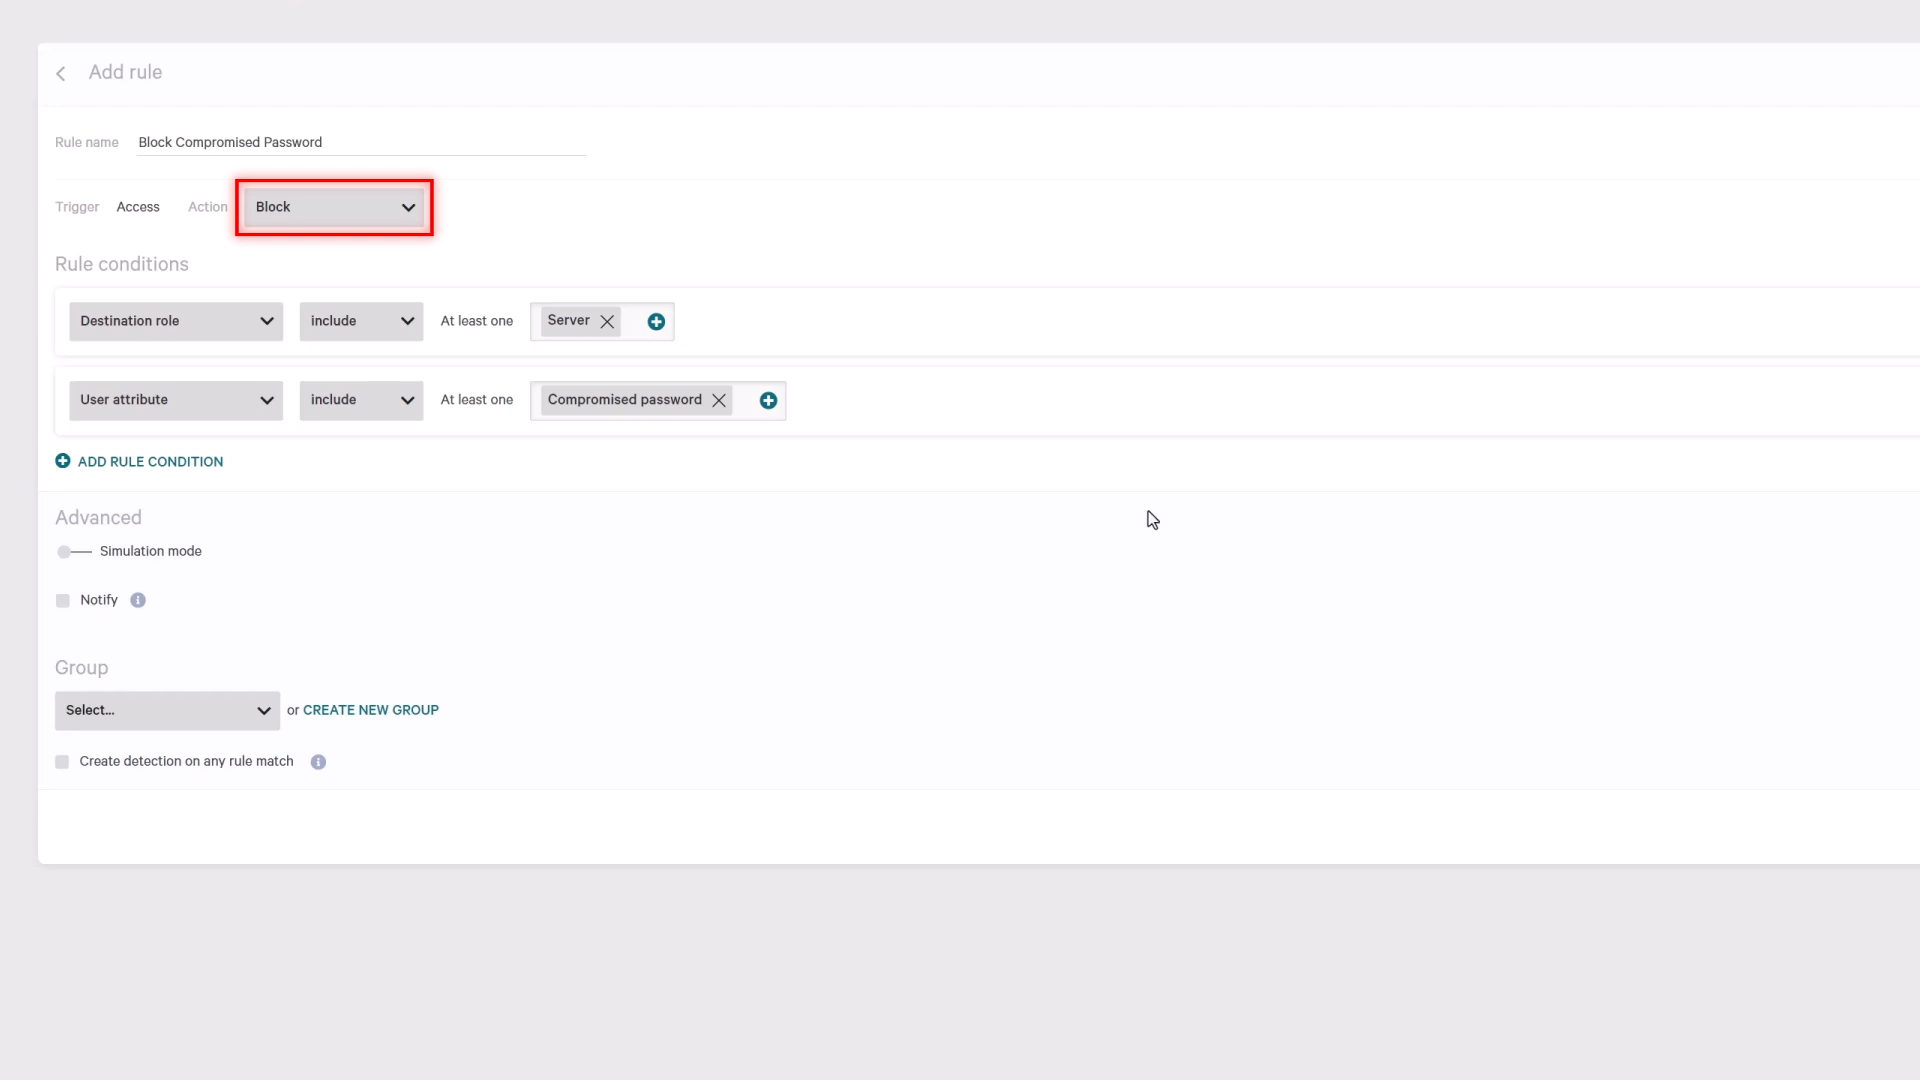 Add rule
Rule name Block Compromised Password
Trigger Access Action Block
Rule conditions
Destination role include At least one Server
User attribute include At least one Compromised password
ADD RULE CONDITION
Advanced
Simulation mode
Notify
Group
Select... or CREATE NEW GROUP
Create detection on any rule match